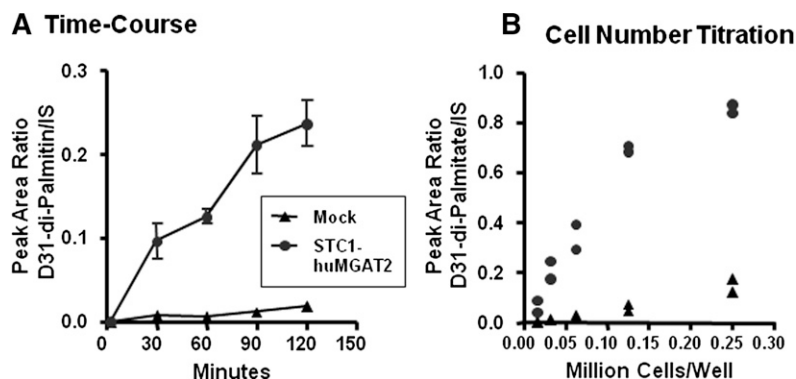 A Time-Course
Peak Area Ratio
D31-di-Palmitin/IS
0.3
0.2
0.1
0.0
0 30 60 90 120 150
Minutes
Mock
STC1-
huMGAT2
B Cell Number Titration
Peak Area Ratio
D31-di-Palmitate/IS
1.0
0.8
0.6
0.4
0.2
0.0
0.00 0.05 0.10 0.15 0.20 0.25 0.30
Million Cells/Well